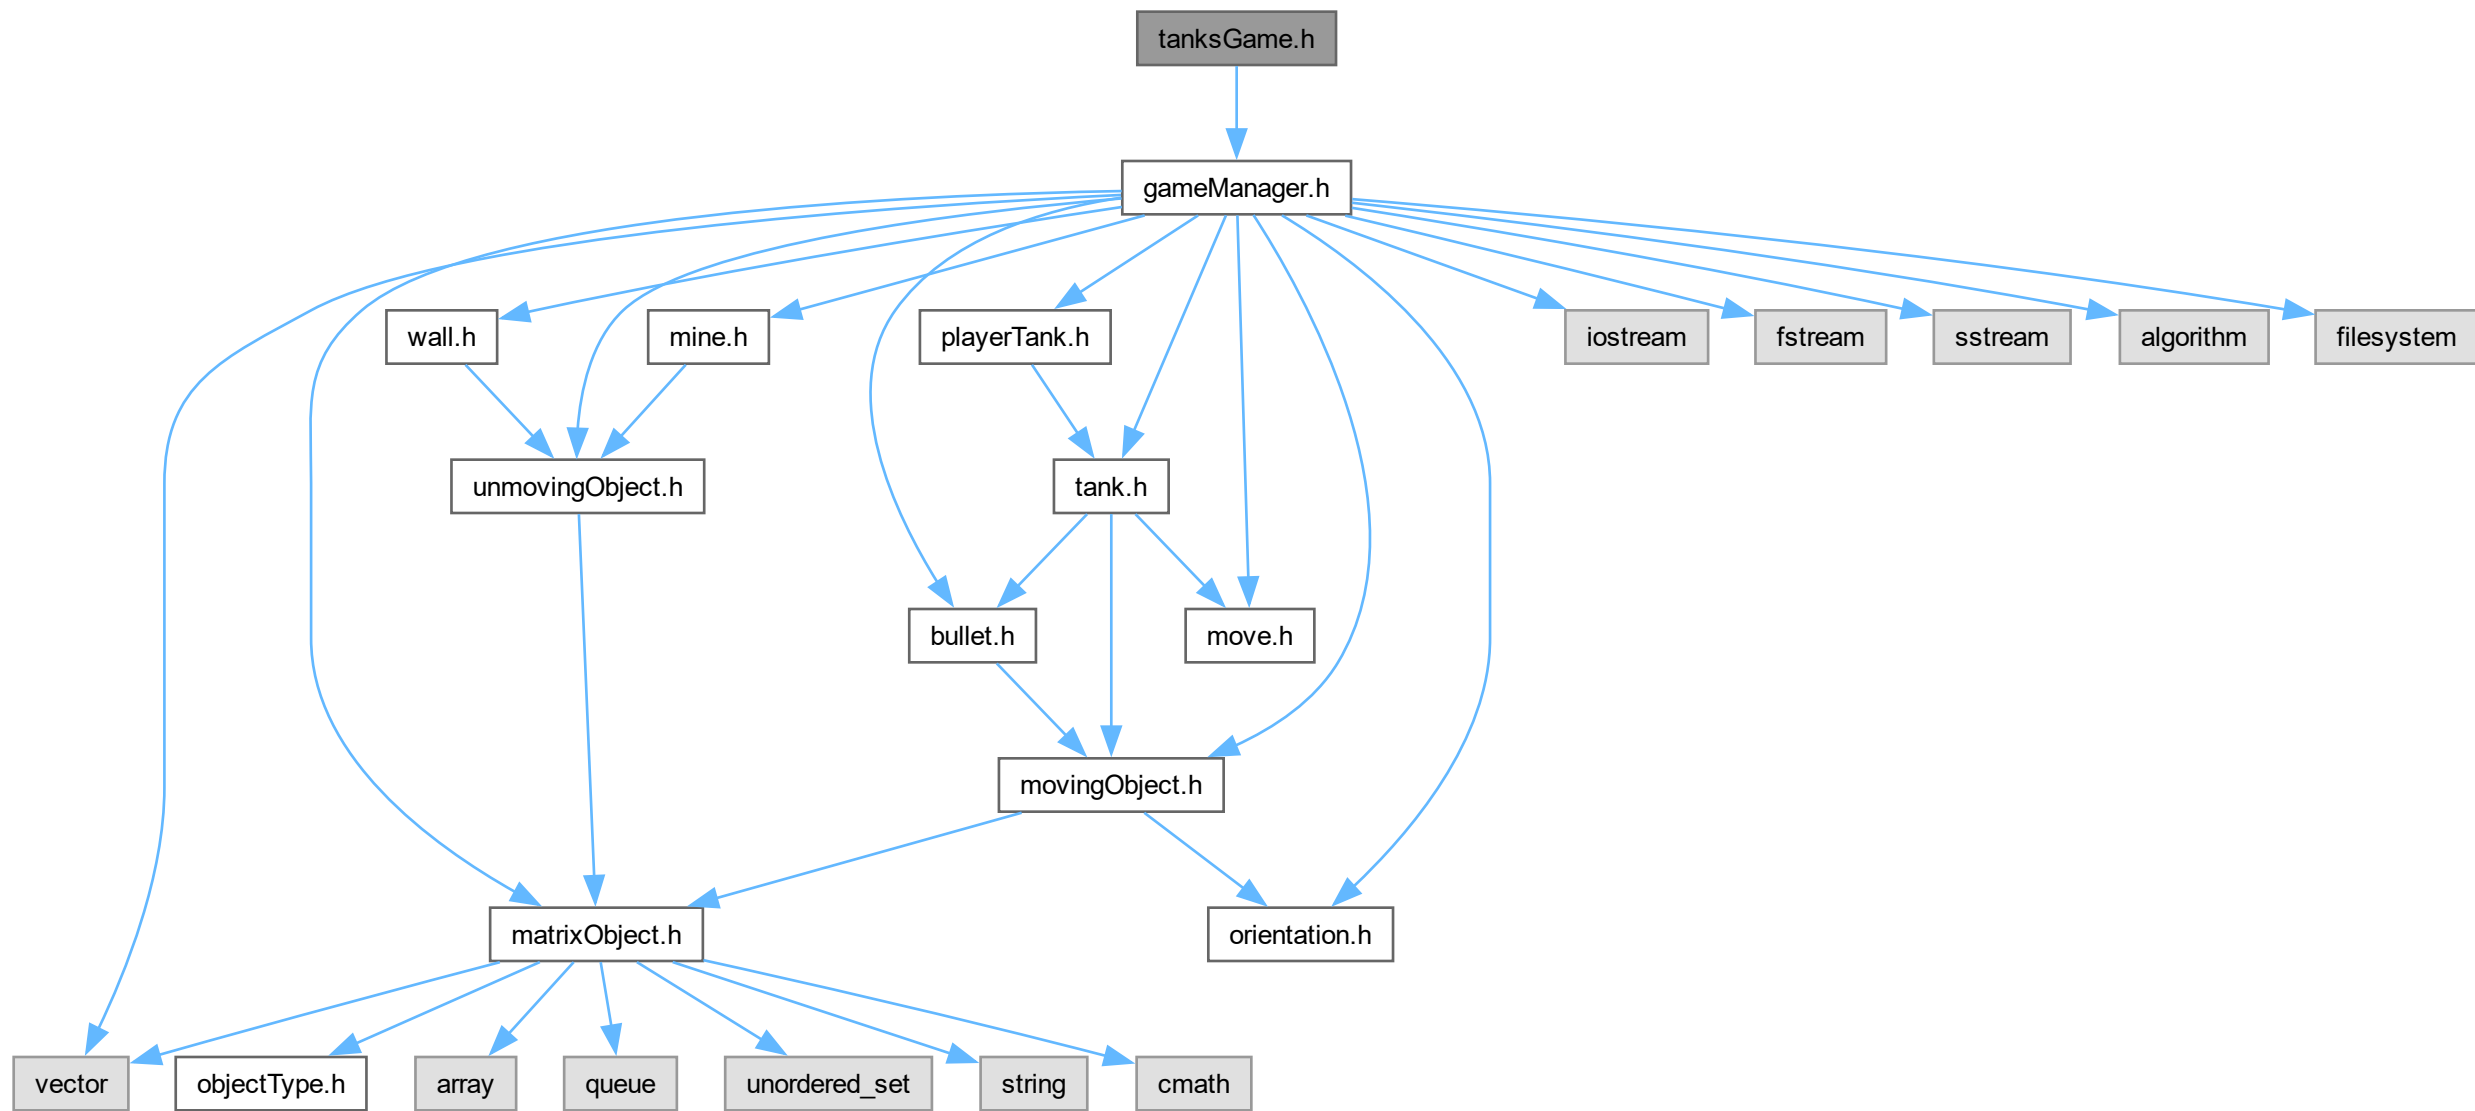 tanksGame.h
gameManager.h
wall.h
mine.h
playerTank.h
iostream
fstream
sstream
algorithm
filesystem
unmovingObject.h
tank.h
bullet.h
move.h
movingObject.h
matrixObject.h
orientation.h
vector
objectType.h
array
queue
unordered_set
string
cmath